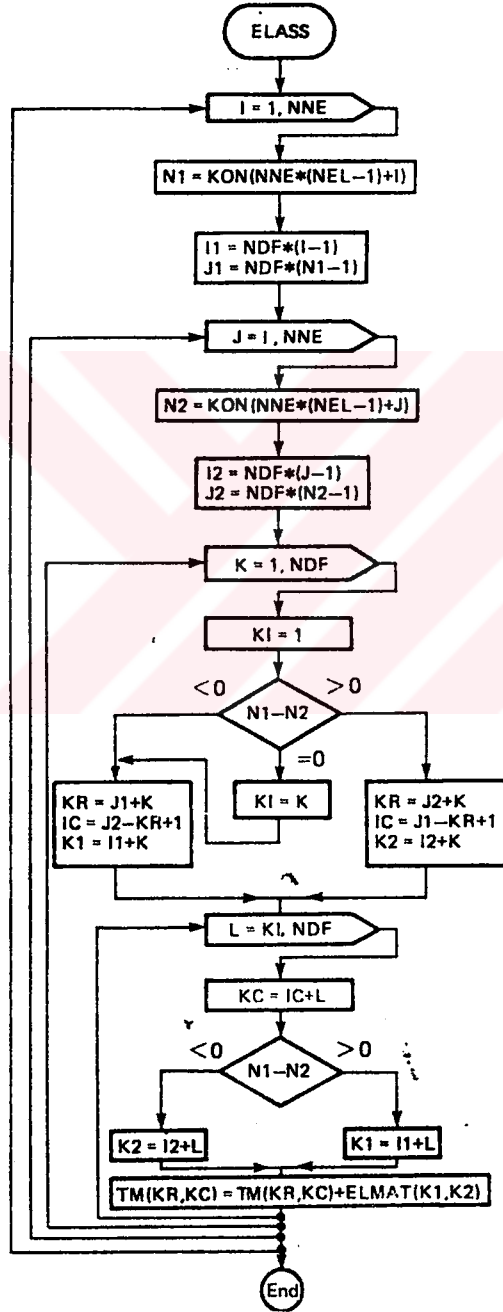 ELASS
I = 1, NNE
N1 = KON(NNE*(NEL−1)+I)
I1 = NDF*(I−1)
J1 = NDF*(N1−1)
J = I, NNE
N2 = KON(NNE*(NEL−1)+J)
I2 = NDF*(J−1)
J2 = NDF*(N2−1)
K = 1, NDF
KI = 1
<0
>0
N1−N2
=0
KR = J1+K
IC = J2−KR+1
K1 = I1+K
KI = K
KR = J2+K
IC = J1−KR+1
K2 = I2+K
L = KI, NDF
KC = IC+L
<0
>0
N1−N2
K2 = I2+L
K1 = I1+L
TM(KR,KC) = TM(KR,KC)+ELMAT(K1,K2)
End